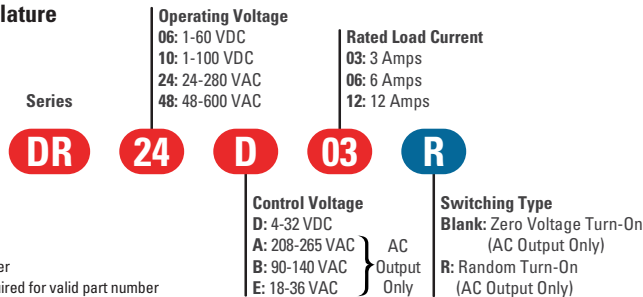 lature
Operating Voltage
06: 1-60 VDC
10: 1-100 VDC
24: 24-280 VAC
48: 48-600 VAC
Rated Load Current
03: 3 Amps
06: 6 Amps
12: 12 Amps
Series
DR 24 D 03 R
Control Voltage
D: 4-32 VDC
A: 208-265 VAC
B: 90-140 VAC
E: 18-36 VAC
AC
Output
Only
Switching Type
Blank: Zero Voltage Turn-On
(AC Output Only)
R: Random Turn-On
(AC Output Only)
er
ired for valid part number